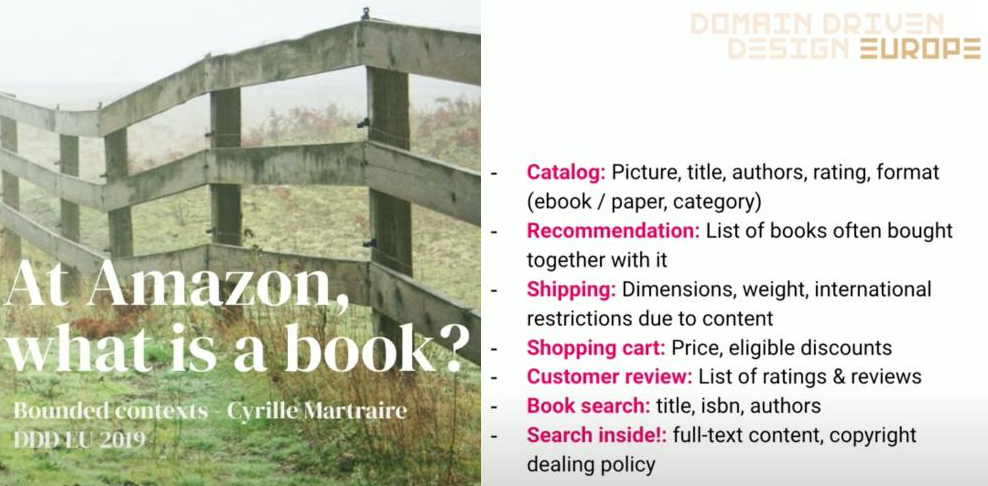 At Amazon,
what is a book?
Bounded contexts - Cyrille Martraire
DDD EU 2019
DOMAIN DRIVEN
DESIGN EUROPE
- Catalog: Picture, title, authors, rating, format
(ebook / paper, category)
- Recommendation: List of books often bought
together with it
- Shipping: Dimensions, weight, international
restrictions due to content
- Shopping cart: Price, eligible discounts
- Customer review: List of ratings & reviews
- Book search: title, isbn, authors
- Search inside!: full-text content, copyright
dealing policy